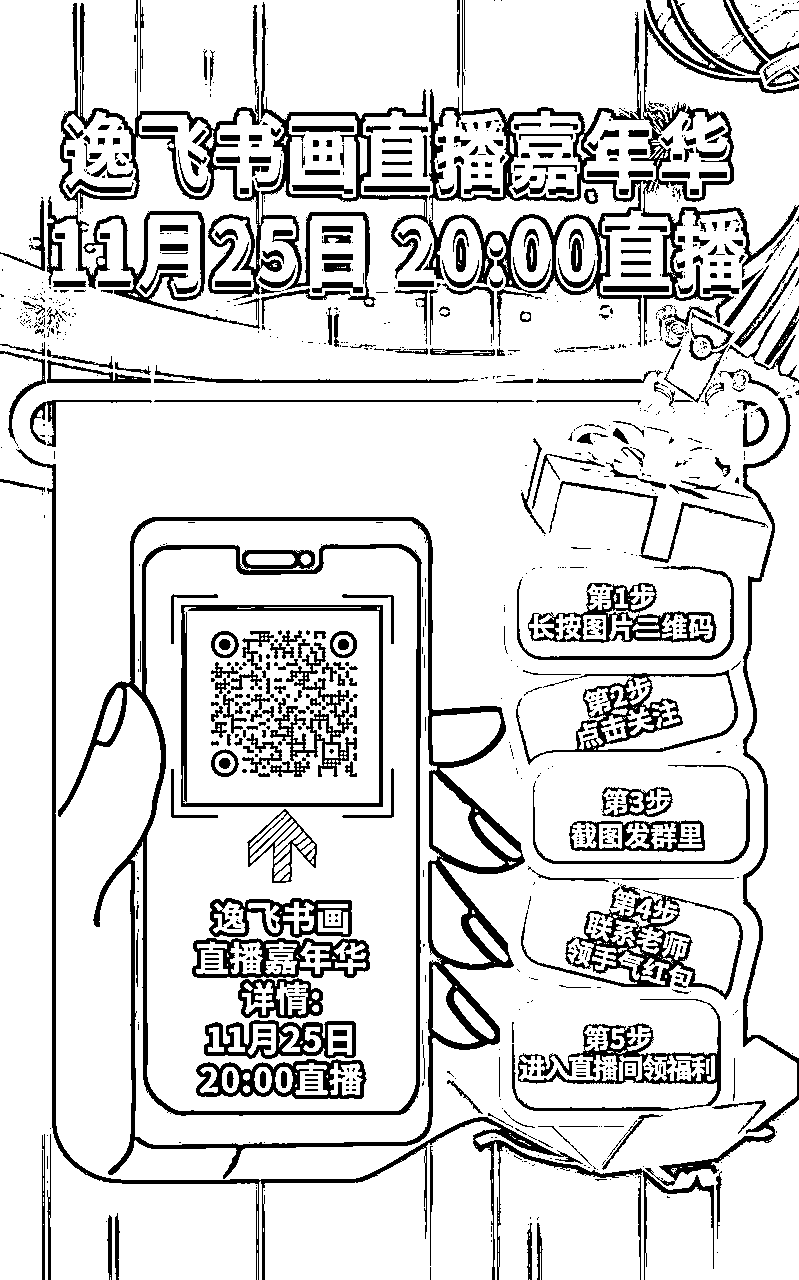 逸飞书画直播嘉年华
11月25日 20:00直播
第1步
长按图片二维码
第2步
点击关注
第3步
截图发群里
第4步
联系老师
领手气红包
第5步
进入直播间领福利
逸飞书画
直播嘉年华
详情:
11月25日
20:00直播